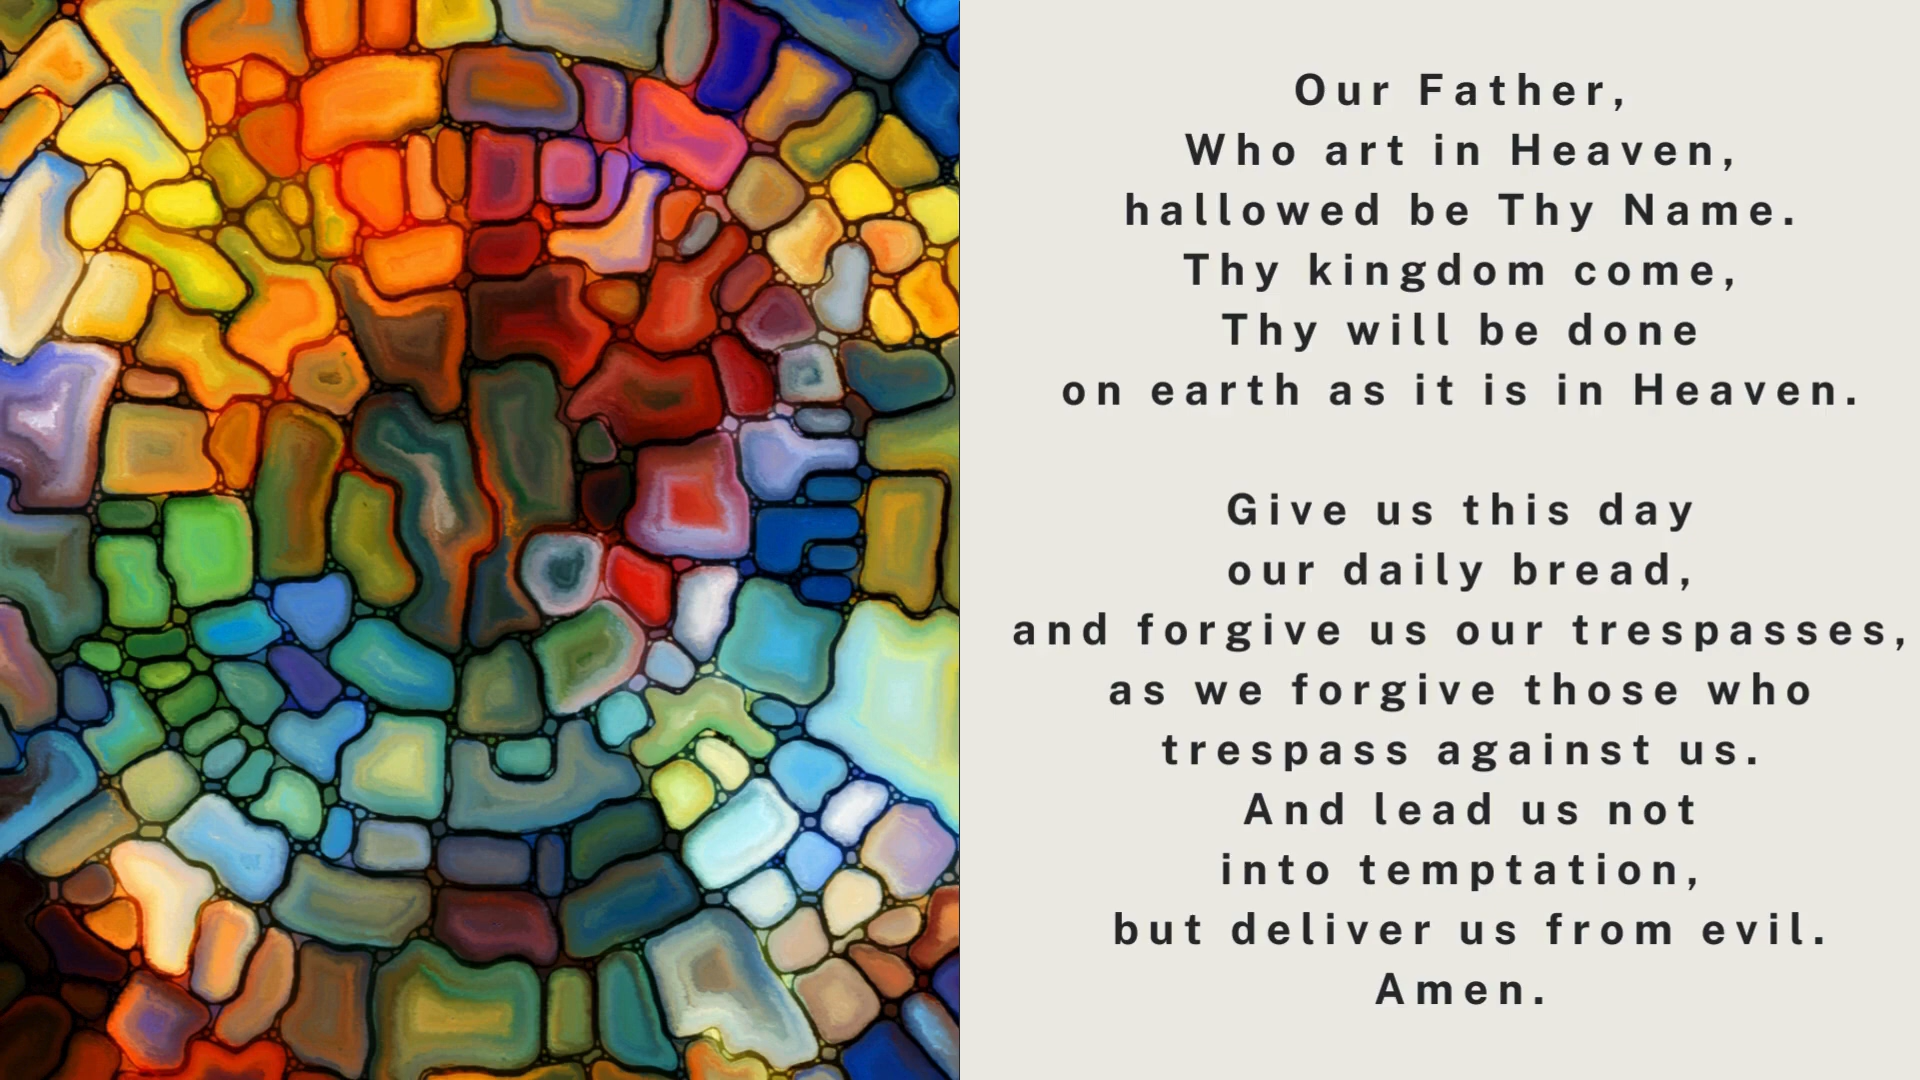 Our Father,
Who art in Heaven,
hallowed be Thy Name.
Thy kingdom come,
Thy will be done
on earth as it is in Heaven.
Give us this day
our daily bread,
and forgive us our trespasses,
as we forgive those who
trespass against us.
And lead us not
into temptation,
but deliver us from evil.
Amen.